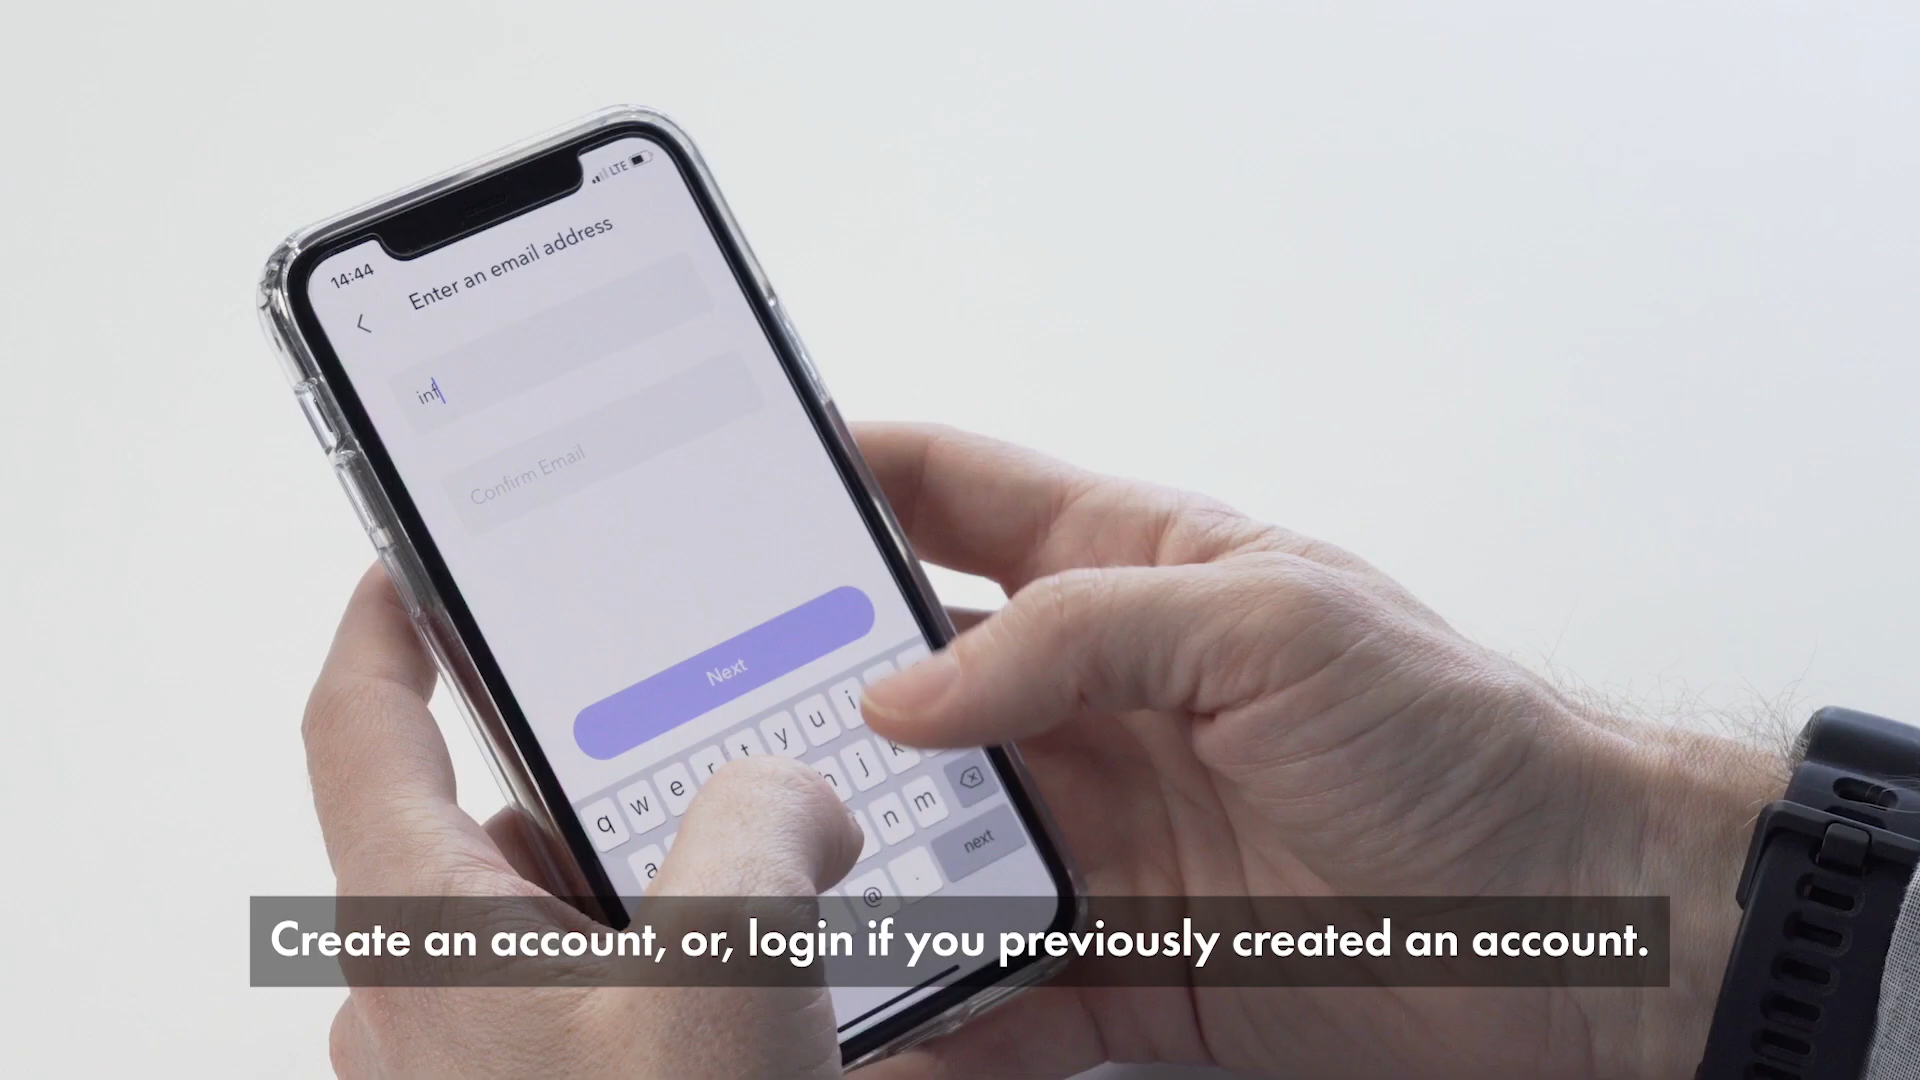 14:44
LTE
Enter an email address
inf
Confirm Email
Next
q w e r t y u i
a h j k
n m
@ . next
Create an account, or, login if you previously created an account.